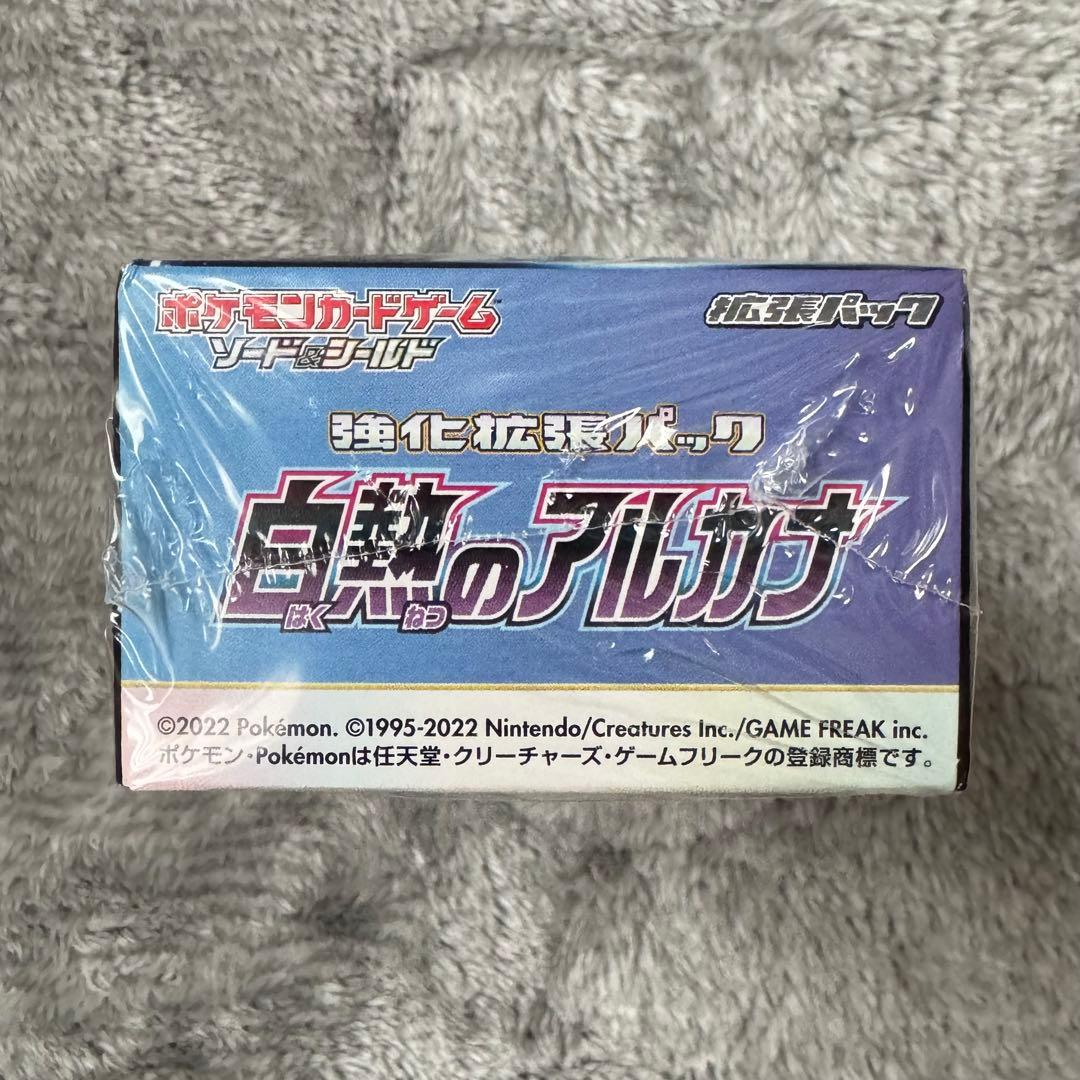 ポケモンカードゲーム™
ソード&シールド
拡張パック
強化拡張パック
白熱のアルカナ
はく ねつ
©2022 Pokémon. ©1995-2022 Nintendo/Creatures Inc./GAME FREAK inc.
ポケモン・Pokémonは任天堂・クリーチャーズ・ゲームフリークの登録商標です。